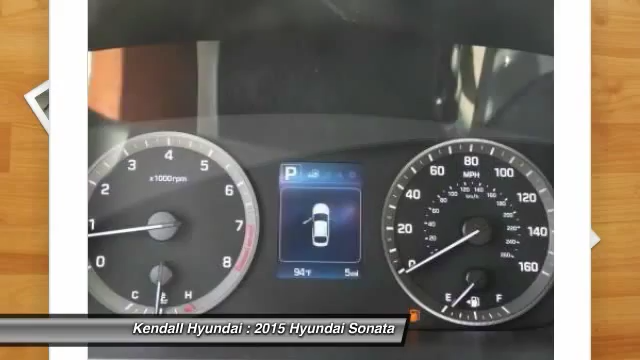 P
x1000rpm
0 1 2 3 4 5 6 7 8
C H
94°F 5mi
MPH
km/h
0 20 40 60 80 100 120 140 160
E F
Kendall Hyundai : 2015 Hyundai Sonata